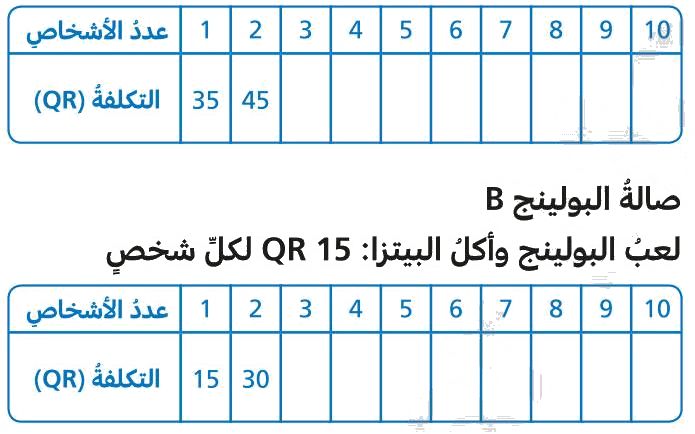 عددُ الأشخاصِ 1 2 3 4 5 6 7 8 9 10
التكلفةُ (QR) 35 45
صالةُ البولينج B
لعبُ البولينج وأكلُ البيتزا: QR 15 لكلِّ شخصٍ
عددُ الأشخاصِ 1 2 3 4 5 6 7 8 9 10
التكلفةُ (QR) 15 30